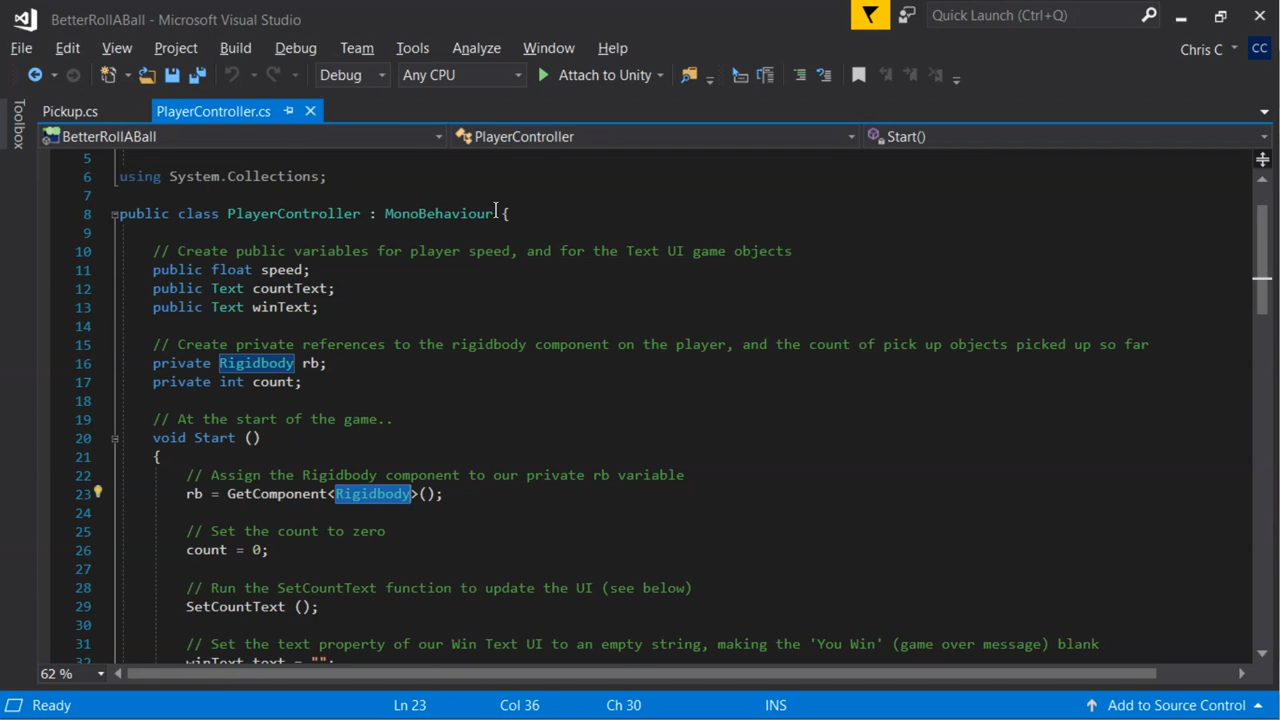 BetterRollABall - Microsoft Visual Studio
Quick Launch (Ctrl+Q)
File Edit View Project Build Debug Team Tools Analyze Window Help
Chris C CC
Debug Any CPU Attach to Unity
Toolbox
Pickup.cs PlayerController.cs
BetterRollABall PlayerController Start()
5
6 using System.Collections;
7
8 public class PlayerController : MonoBehaviour {
9
10 // Create public variables for player speed, and for the Text UI game objects
11 public float speed;
12 public Text countText;
13 public Text winText;
14
15 // Create private references to the rigidbody component on the player, and the count of pick up objects picked up so far
16 private Rigidbody rb;
17 private int count;
18
19 // At the start of the game..
20 void Start ()
21 {
22 // Assign the Rigidbody component to our private rb variable
23 rb = GetComponent<Rigidbody>();
24
25 // Set the count to zero
26 count = 0;
27
28 // Run the SetCountText function to update the UI (see below)
29 SetCountText ();
30
31 // Set the text property of our Win Text UI to an empty string, making the 'You Win' (game over message) blank
32 winText.text = "";
62 %
Ready Ln 23 Col 36 Ch 30 INS Add to Source Control